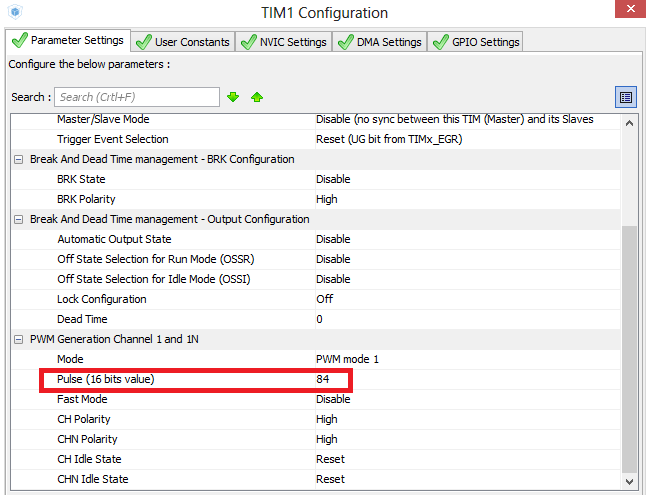 TIM1 Configuration
Parameter Settings User Constants NVIC Settings DMA Settings GPIO Settings
Configure the below parameters :
Search : Search (Crtl+F)
Master/Slave Mode Disable (no sync between this TIM (Master) and its Slaves
Trigger Event Selection Reset (UG bit from TIMx_EGR)
Break And Dead Time management - BRK Configuration
BRK State Disable
BRK Polarity High
Break And Dead Time management - Output Configuration
Automatic Output State Disable
Off State Selection for Run Mode (OSSR) Disable
Off State Selection for Idle Mode (OSSI) Disable
Lock Configuration Off
Dead Time 0
PWM Generation Channel 1 and 1N
Mode PWM mode 1
Pulse (16 bits value) 84
Fast Mode Disable
CH Polarity High
CHN Polarity High
CH Idle State Reset
CHN Idle State Reset